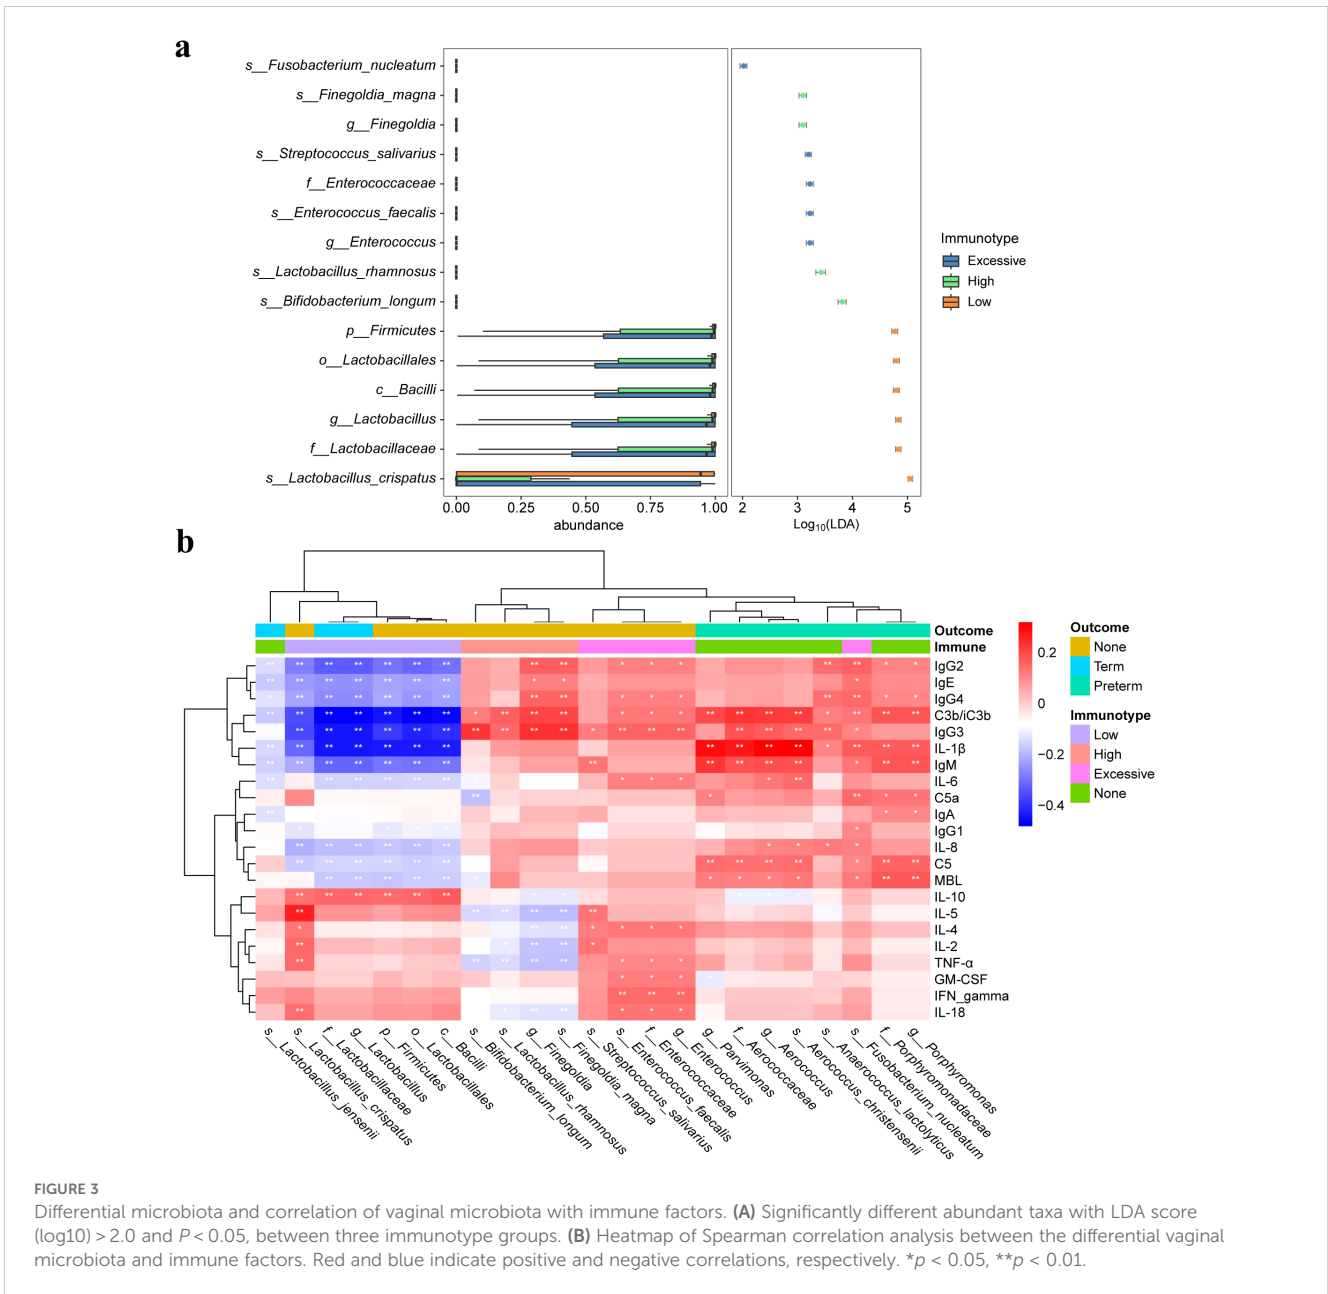 a
s__Fusobacterium_nucleatum
s__Finegoldia_magna
g__Finegoldia
s__Streptococcus_salivarius
f__Enterococcaceae
s__Enterococcus_faecalis
g__Enterococcus
s__Lactobacillus_rhamnosus
s__Bifidobacterium_longum
p__Firmicutes
o__Lactobacillales
c__Bacilli
g__Lactobacillus
f__Lactobacillaceae
s__Lactobacillus_crispatus
0.00 0.25 0.50 0.75 1.00
abundance
2 3 4 5
Log10(LDA)
Immunotype
Excessive
High
Low
b
Outcome
Immune
IgG2
IgE
IgG4
C3b/iC3b
IgG3
IL-1β
IgM
IL-6
C5a
IgA
IgG1
IL-8
C5
MBL
IL-10
IL-5
IL-4
IL-2
TNF-α
GM-CSF
IFN_gamma
IL-18
0.2
0
−0.2
−0.4
Outcome
None
Term
Preterm
Immunotype
Low
High
Excessive
None
s__Lactobacillus_jensenii
s__Lactobacillus_crispatus
f__Lactobacillaceae
g__Lactobacillus
p__Firmicutes
o__Lactobacillales
c__Bacilli
s__Bifidobacterium_longum
s__Lactobacillus_rhamnosus
g__Finegoldia
s__Finegoldia_magna
s__Streptococcus_salivarius
s__Enterococcus_faecalis
f__Enterococcaceae
g__Enterococcus
g__Parvimonas
f__Aerococcaceae
g__Aerococcus
s__Aerococcus_christensenii
s__Anaerococcus_lactolyticus
s__Fusobacterium_nucleatum
f__Porphyromonadaceae
g__Porphyromonas
FIGURE 3
Differential microbiota and correlation of vaginal microbiota with immune factors. (A) Significantly different abundant taxa with LDA score
(log10) > 2.0 and P < 0.05, between three immunotype groups. (B) Heatmap of Spearman correlation analysis between the differential vaginal
microbiota and immune factors. Red and blue indicate positive and negative correlations, respectively. *p < 0.05, **p < 0.01.